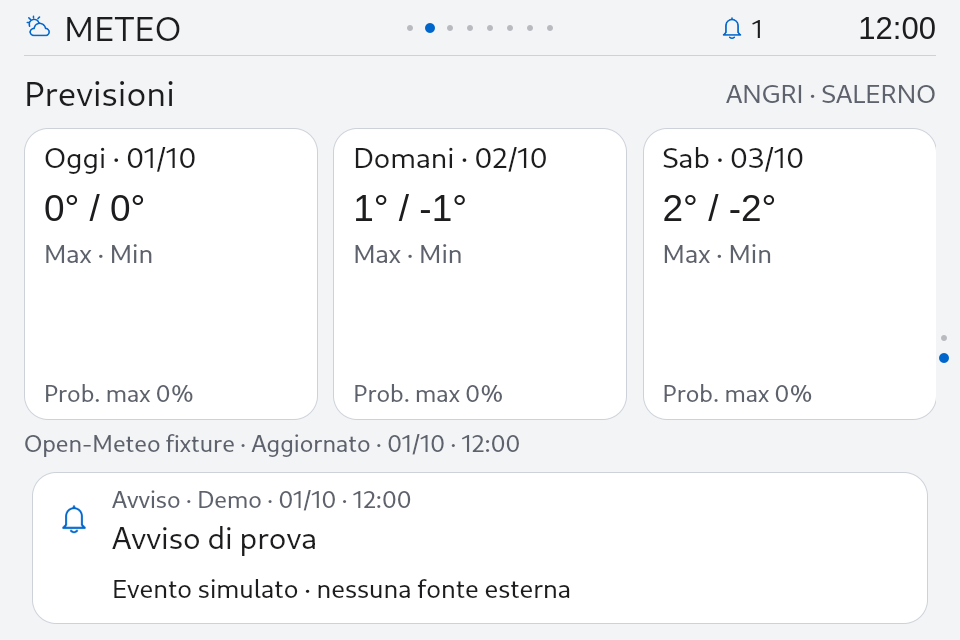 METEO
1
12:00
Previsioni
ANGRI · SALERNO
Oggi · 01/10
0° / 0°
Max · Min
Prob. max 0%
Domani · 02/10
1° / -1°
Max · Min
Prob. max 0%
Sab · 03/10
2° / -2°
Max · Min
Prob. max 0%
Open-Meteo fixture · Aggiornato · 01/10 · 12:00
Avviso · Demo · 01/10 · 12:00
Avviso di prova
Evento simulato · nessuna fonte esterna